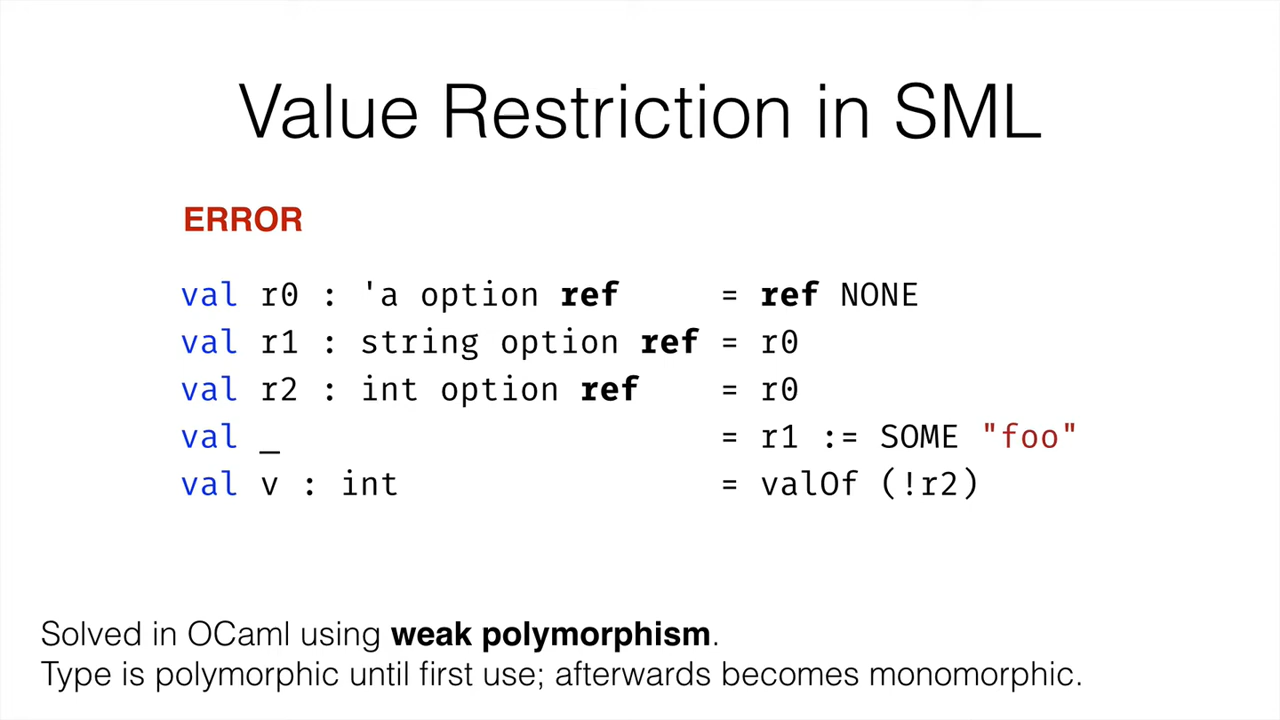 Value Restriction in SML
ERROR
val r0 : 'a option ref = ref NONE
val r1 : string option ref = r0
val r2 : int option ref = r0
val _ = r1 := SOME "foo"
val v : int = valOf (!r2)
Solved in OCaml using weak polymorphism.
Type is polymorphic until first use; afterwards becomes monomorphic.